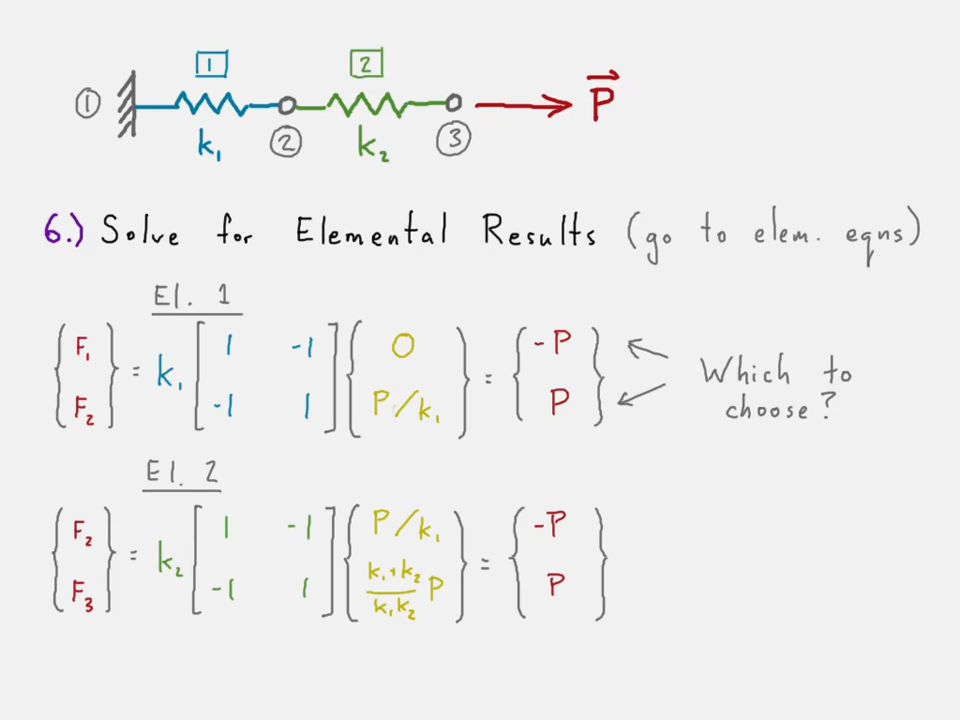 1 2
① k₁ ② k₂ ③ P⃗
6.) Solve for Elemental Results (go to elem. eqns)
El. 1
{F₁ F₂} = k₁ [1 -1 -1 1] {0 P/k₁} = {-P P} Which to choose?
El. 2
{F₂ F₃} = k₂ [1 -1 -1 1] {P/k₁ (k₁+k₂)/(k₁k₂) P} = {-P P}